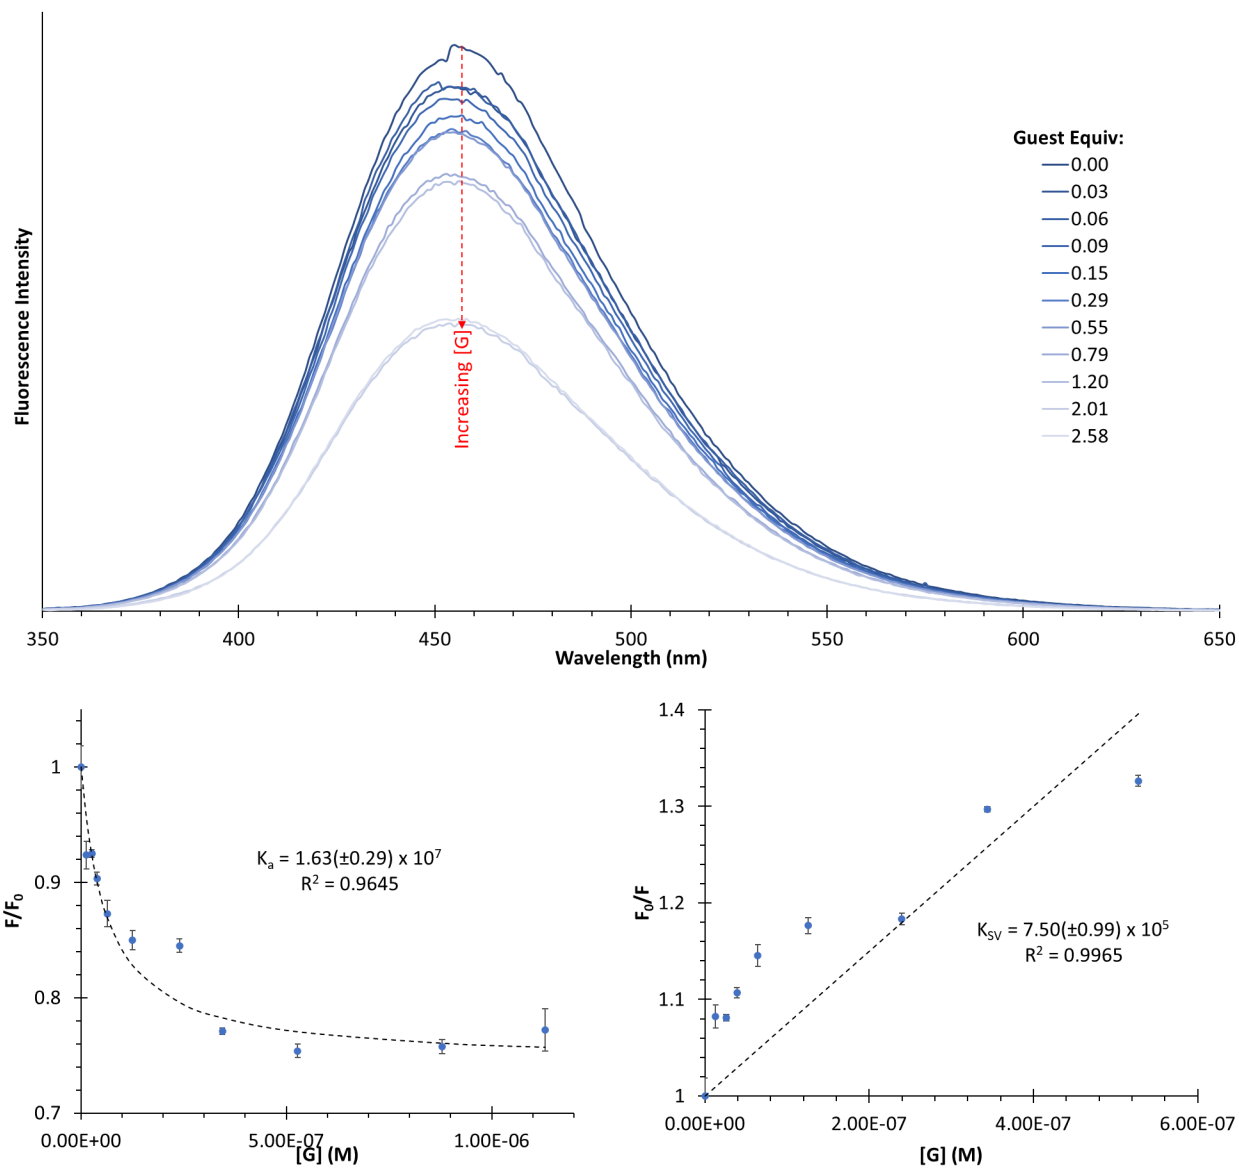 Fluorescence Intensity
Guest Equiv:
0.00
0.03
0.06
0.09
0.15
0.29
0.55
0.79
1.20
2.01
2.58
Increasing [G]
350 400 450 500 550 600 650
Wavelength (nm)
F/F₀
1
0.9
0.8
0.7
Kₐ = 1.63(±0.29) x 10⁷
R² = 0.9645
0.00E+00 5.00E-07 1.00E-06
[G] (M)
F₀/F
1.4
1.3
1.2
1.1
1
K_SV = 7.50(±0.99) x 10⁵
R² = 0.9965
0.00E+00 2.00E-07 4.00E-07 6.00E-07
[G] (M)